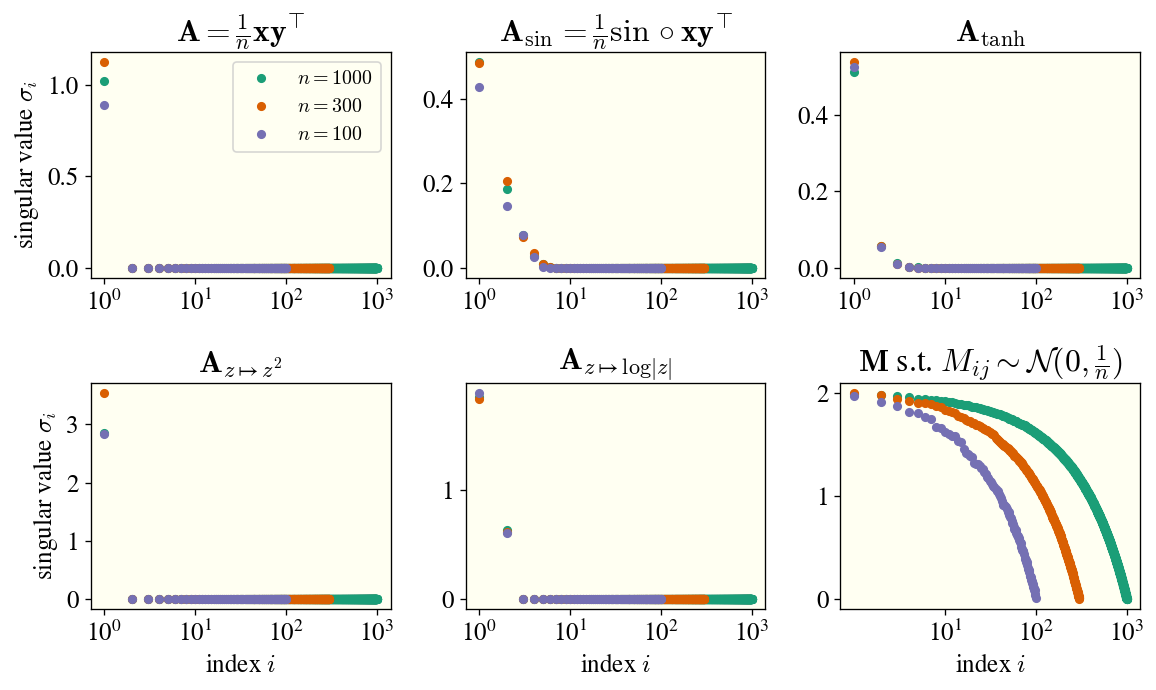 A = 1/n xy⊤
A_sin = 1/n sin ∘ xy⊤
A_tanh
singular value σ_i
1.0
0.5
0.0
n = 1000
n = 300
n = 100
10^0 10^1 10^2 10^3
0.4
0.2
0.0
10^0 10^1 10^2 10^3
0.4
0.2
0.0
10^0 10^1 10^2 10^3
A_{z↦z^2}
A_{z↦log|z|}
M s.t. M_{ij} ∼ 𝒩(0, 1/n)
singular value σ_i
3
2
1
0
10^0 10^1 10^2 10^3
index i
1
0
10^0 10^1 10^2 10^3
index i
2
1
0
10^1 10^2 10^3
index i